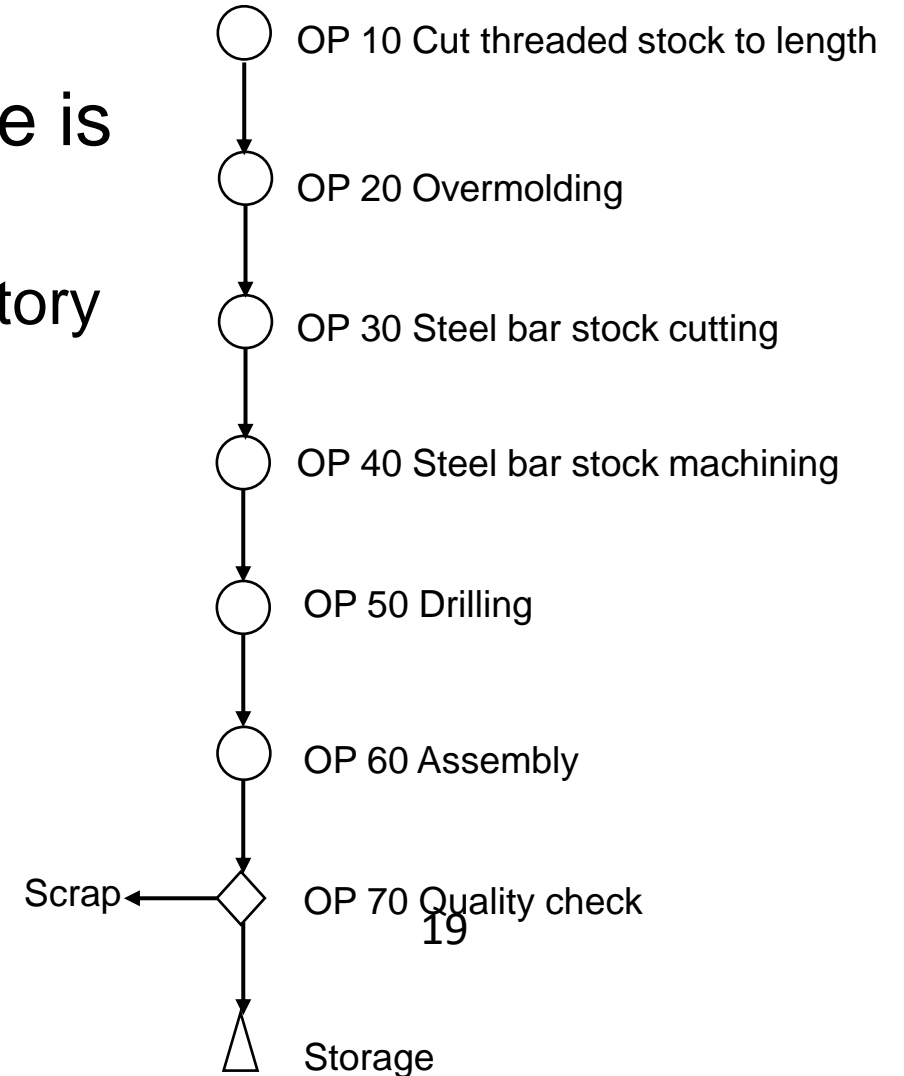 OP 10 Cut threaded stock to length
e is
OP 20 Overmolding
tory
OP 30 Steel bar stock cutting
OP 40 Steel bar stock machining
OP 50 Drilling
OP 60 Assembly
Scrap
OP 70 Quality check
19
Storage